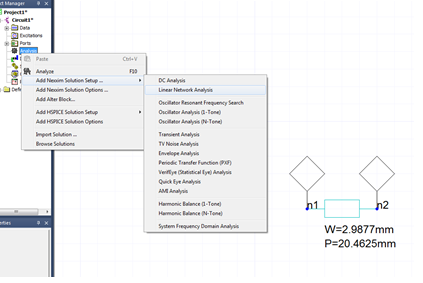 ct Manager
Project1*
Circuit1*
Data
Excitations
Ports
Analysis
Paste Ctrl+V
Analyze F10
Add Nexxim Solution Setup ...
Add Nexxim Solution Options ...
Add Alter Block...
Add HSPICE Solution Setup
Add HSPICE Solution Options
Import Solution ...
Browse Solutions
DC Analysis
Linear Network Analysis
Oscillator Resonant Frequency Search
Oscillator Analysis (1-Tone)
Oscillator Analysis (N-Tone)
Transient Analysis
TV Noise Analysis
Envelope Analysis
Periodic Transfer Function (PXF)
VerifEye (Statistical Eye) Analysis
Quick Eye Analysis
AMI Analysis
Harmonic Balance (1-Tone)
Harmonic Balance (N-Tone)
System Frequency Domain Analysis
Defin
erties
n1 n2
W=2.9877mm
P=20.4625mm